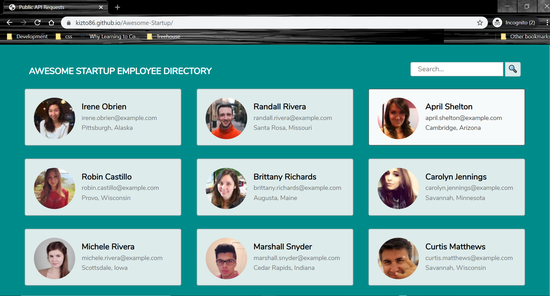 Public API Requests
kizto86.github.io/Awesome-Startup/
Incognito (2)
Development
css
Why Learning to Co...
treehouse
Other bookmarks
AWESOME STARTUP EMPLOYEE DIRECTORY
Search...
Irene Obrien
irene.obrien@example.com
Pittsburgh, Alaska
Randall Rivera
randall.rivera@example.com
Santa Rosa, Missouri
April Shelton
april.shelton@example.com
Cambridge, Arizona
Robin Castillo
robin.castillo@example.com
Provo, Wisconsin
Brittany Richards
brittany.richards@example.com
Augusta, Maine
Carolyn Jennings
carolyn.jennings@example.com
Savannah, Minnesota
Michele Rivera
michele.rivera@example.com
Scottsdale, Iowa
Marshall Snyder
marshall.snyder@example.com
Cedar Rapids, Indiana
Curtis Matthews
curtis.matthews@example.com
Savannah, Wisconsin